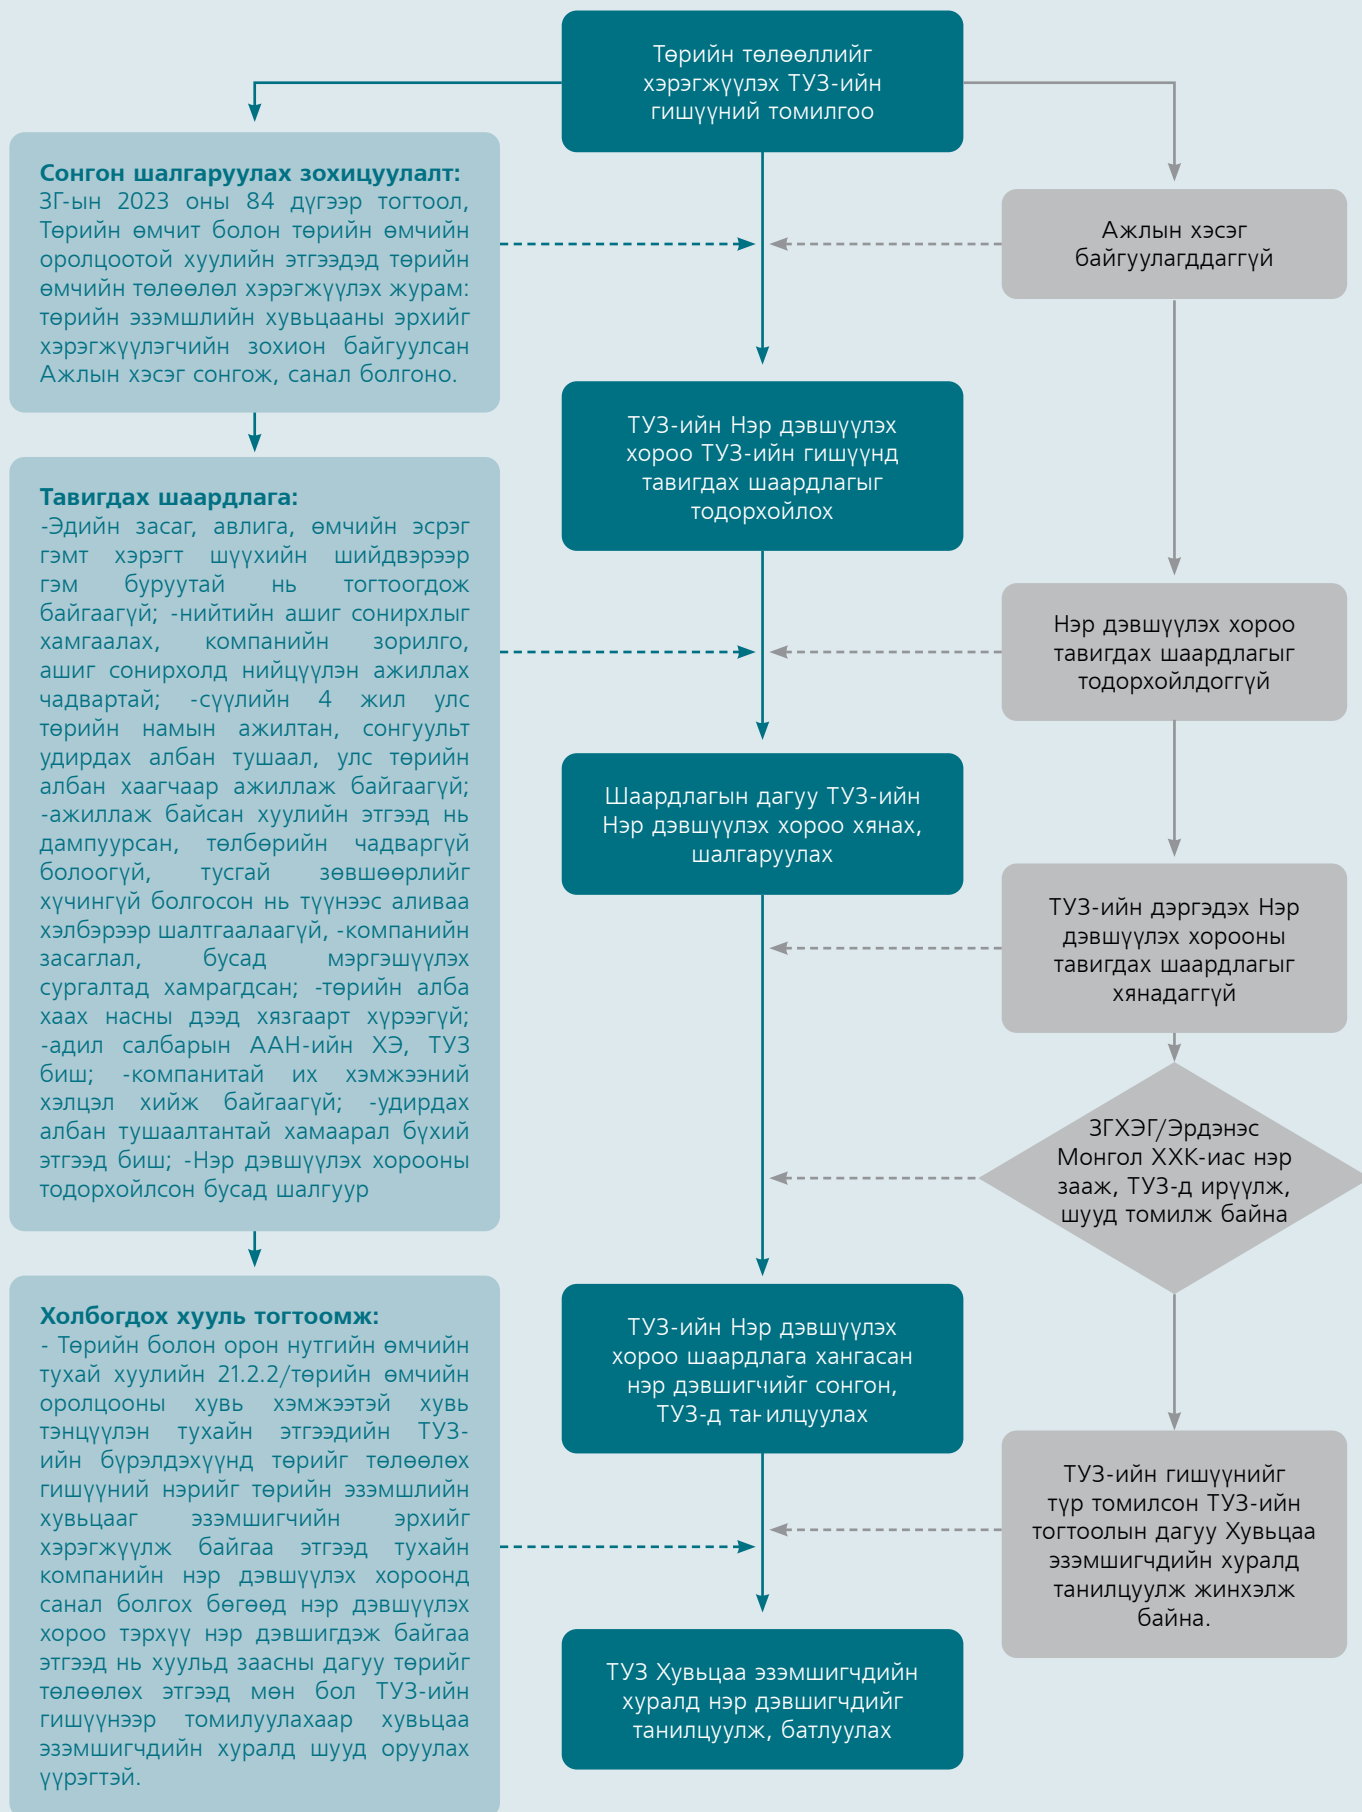 Төрийн төлөөллийг
хэрэгжүүлэх ТУЗ-ийн
гишүүний томилгоо
Сонгон шалгаруулах зохицуулалт:
ЗГ-ын 2023 оны 84 дүгээр тогтоол,
Төрийн өмчит болон төрийн өмчийн
оролцоотой хуулийн этгээдэд төрийн
өмчийн төлөөлөл хэрэгжүүлэх журам:
төрийн эзэмшлийн хувьцааны эрхийг
хэрэгжүүлэгчийн зохион байгуулсан
Ажлын хэсэг сонгож, санал болгоно.
Тавигдах шаардлага:
-Эдийн засаг, авлига, өмчийн эсрэг
гэмт хэрэгт шүүхийн шийдвэрээр
гэм буруутай нь тогтоогдож
байгаагүй; -нийтийн ашиг сонирхлыг
хамгаалах, компанийн зорилго,
ашиг сонирхолд нийцүүлэн ажиллах
чадвартай; -сүүлийн 4 жил улс
төрийн намын ажилтан, сонгуульт
удирдах албан тушаал, улс төрийн
албан хаагчаар ажиллаж байгаагүй;
-ажиллаж байсан хуулийн этгээд нь
дампуурсан, төлбөрийн чадваргүй
болоогүй, тусгай зөвшөөрлийг
хүчингүй болгосон нь түүнээс аливаа
хэлбэрээр шалтгаалаагүй, -компанийн
засаглал, бусад мэргэшүүлэх
сургалтад хамрагдсан; -төрийн алба
хаах насны дээд хязгаарт хүрээгүй;
-адил салбарын ААН-ийн ХЭ, ТУЗ
биш; -компанитай их хэмжээний
хэлцэл хийж байгаагүй; -удирдах
албан тушаалтантай хамаарал бүхий
этгээд биш; -Нэр дэвшүүлэх хорооны
тодорхойлсон бусад шалгуур
Холбогдох хууль тогтоомж:
- Төрийн болон орон нутгийн өмчийн
тухай хуулийн 21.2.2/төрийн өмчийн
оролцооны хувь хэмжээтэй хувь
тэнцүүлэн тухайн этгээдийн ТУЗ-
ийн бүрэлдэхүүнд төрийг төлөөлөх
гишүүний нэрийг төрийн эзэмшлийн
хувьцааг эзэмшигчийн эрхийг
хэрэгжүүлж байгаа этгээд тухайн
компанийн нэр дэвшүүлэх хороонд
санал болгох бөгөөд нэр дэвшүүлэх
хороо тэрхүү нэр дэвшигдэж байгаа
этгээд нь хуульд заасны дагуу төрийг
төлөөлөх этгээд мөн бол ТУЗ-ийн
гишүүнээр томилуулахаар хувьцаа
эзэмшигчдийн хуралд шууд оруулах
үүрэгтэй.
ТУЗ-ийн Нэр дэвшүүлэх
хороо ТУЗ-ийн гишүүнд
тавигдах шаардлагыг
тодорхойлох
Шаардлагын дагуу ТУЗ-ийн
Нэр дэвшүүлэх хороо хянах,
шалгаруулах
ТУЗ-ийн Нэр дэвшүүлэх
хороо шаардлага хангасан
нэр дэвшигчийг сонгон,
ТУЗ-д танилцуулах
ТУЗ Хувьцаа эзэмшигчдийн
хуралд нэр дэвшигчдийг
танилцуулж, батлуулах
Ажлын хэсэг
байгуулагддаггүй
Нэр дэвшүүлэх хороо
тавигдах шаардлагыг
тодорхойлдоггүй
ТУЗ-ийн дэргэдэх Нэр
дэвшүүлэх хорооны
тавигдах шаардлагыг
хянадаггүй
ЗГХЭГ/Эрдэнэс
Монгол ХХК-иас нэр
зааж, ТУЗ-д ирүүлж,
шууд томилж байна
ТУЗ-ийн гишүүнийг
түр томилсон ТУЗ-ийн
тогтоолын дагуу Хувьцаа
эзэмшигчдийн хуралд
танилцуулж жинхэлж
байна.